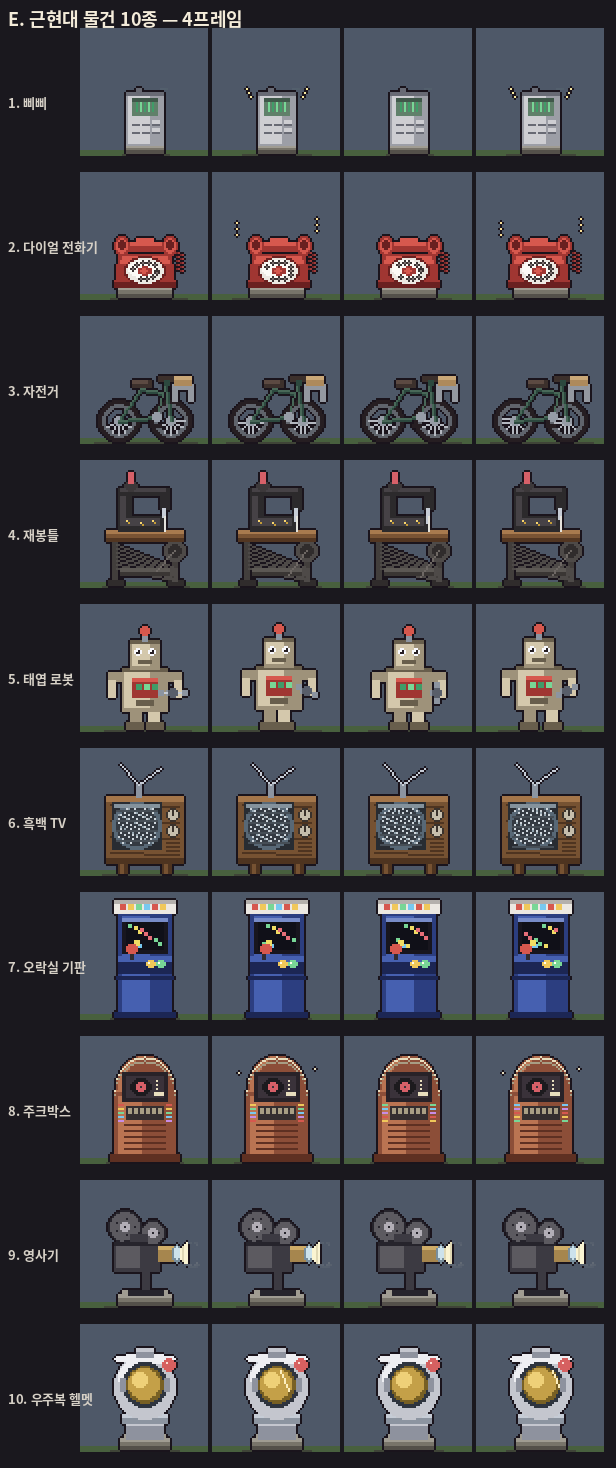 E. 근현대 물건 10종 — 4프레임
1. 삐삐
2. 다이얼 전화기
3. 자전거
4. 재봉틀
5. 태엽 로봇
6. 흑백 TV
7. 오락실 기판
8. 주크박스
9. 영사기
10. 우주복 헬멧